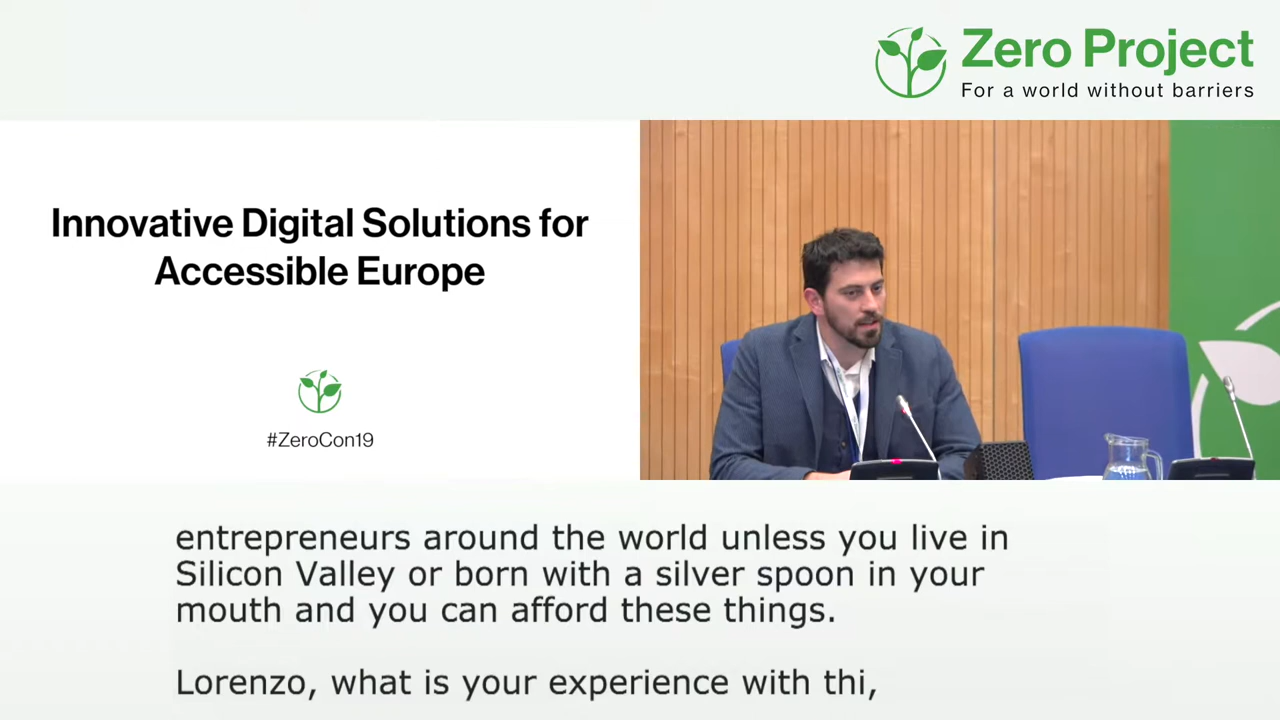 Zero Project
For a world without barriers
Innovative Digital Solutions for
Accessible Europe
#ZeroCon19
entrepreneurs around the world unless you live in
Silicon Valley or born with a silver spoon in your
mouth and you can afford these things.
Lorenzo, what is your experience with thi,